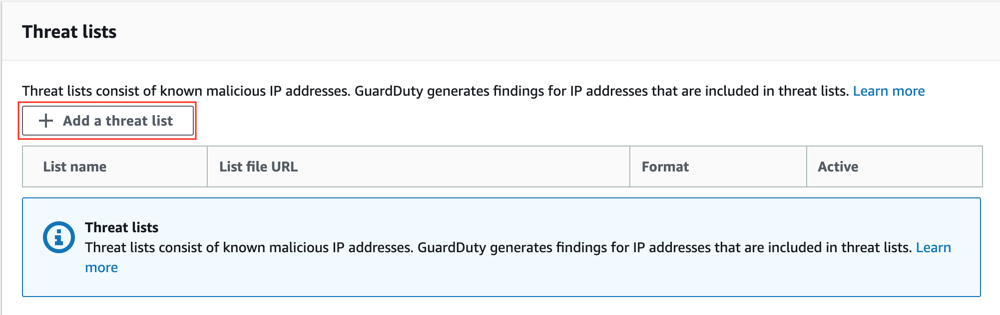 Threat lists
Threat lists consist of known malicious IP addresses. GuardDuty generates findings for IP addresses that are included in threat lists. Learn more
Add a threat list
List name List file URL Format Active
Threat lists
Threat lists consist of known malicious IP addresses. GuardDuty generates findings for IP addresses that are included in threat lists. Learn
more